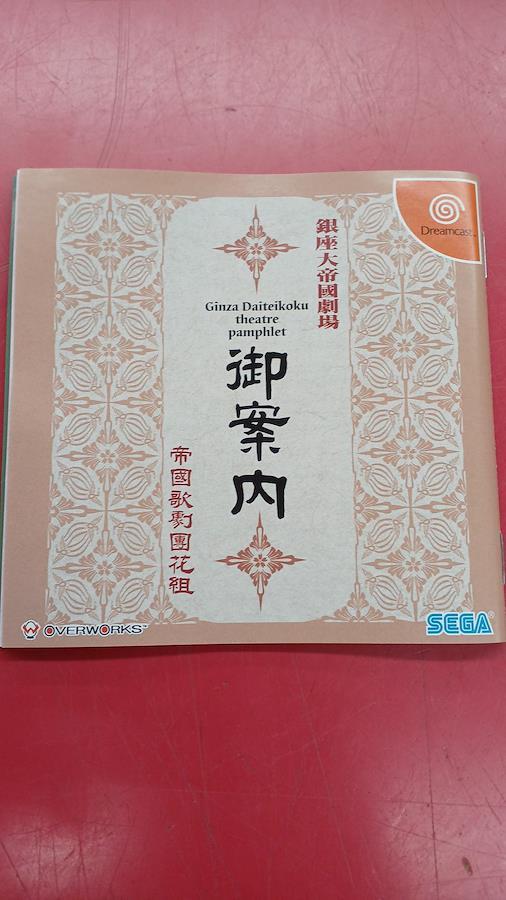 Dreamcast
銀座大帝國劇場
Ginza Daiteikoku
theatre
pamphlet
御案内
帝國歌劇團花組
OVERWORKS™
SEGA®